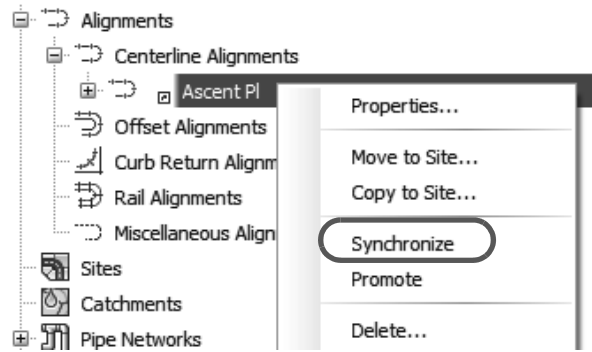 Alignments
Centerline Alignments
Ascent Pl
Offset Alignments
Curb Return Alignm
Rail Alignments
Miscellaneous Align
Sites
Catchments
Pipe Networks
Properties...
Move to Site...
Copy to Site...
Synchronize
Promote
Delete...